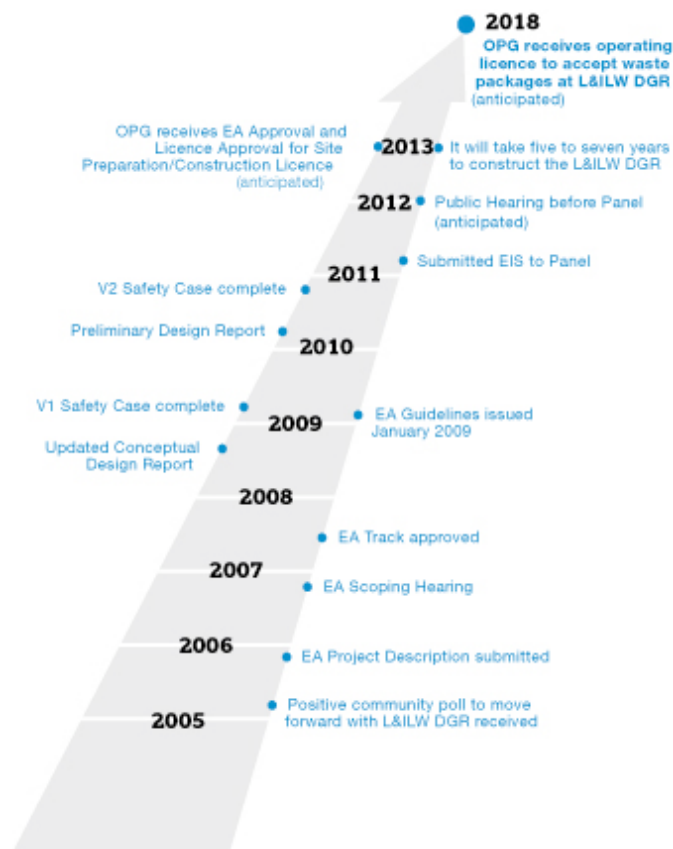 2018
OPG receives operating
licence to accept waste
packages at L&ILW DGR
(anticipated)
OPG receives EA Approval and
Licence Approval for Site
Preparation/Construction Licence
(anticipated)
2013
It will take five to seven years
to construct the L&ILW DGR
2012
Public Hearing before Panel
(anticipated)
Submitted EIS to Panel
2011
V2 Safety Case complete
Preliminary Design Report
2010
V1 Safety Case complete
EA Guidelines issued
January 2009
2009
Updated Conceptual
Design Report
2008
EA Track approved
2007
EA Scoping Hearing
2006
EA Project Description submitted
Positive community poll to move
forward with L&ILW DGR received
2005